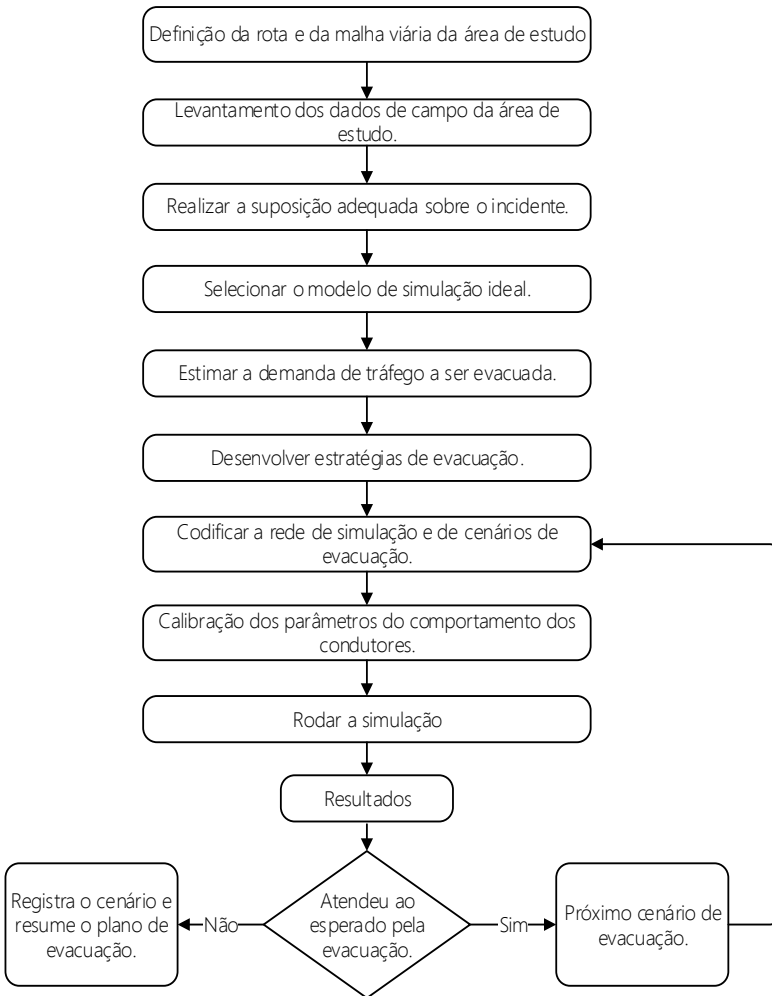 Definição da rota e da malha viária da área de estudo
Levantamento dos dados de campo da área de
estudo.
Realizar a suposição adequada sobre o incidente.
Selecionar o modelo de simulação ideal.
Estimar a demanda de tráfego a ser evacuada.
Desenvolver estratégias de evacuação.
Codificar a rede de simulação e de cenários de
evacuação.
Calibração dos parâmetros do comportamento dos
condutores.
Rodar a simulação
Resultados
Registra o cenário e
resume o plano de
evacuação.
Não
Atendeu ao
esperado pela
evacuação.
Sim
Próximo cenário de
evacuação.